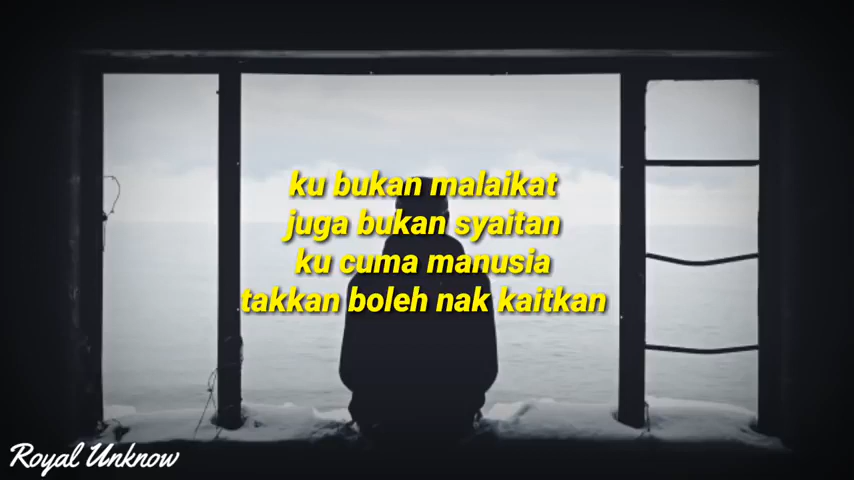 ku bukan malaikat
juga bukan syaitan
ku cuma manusia
takkan boleh nak kaitkan
Royal Unknow